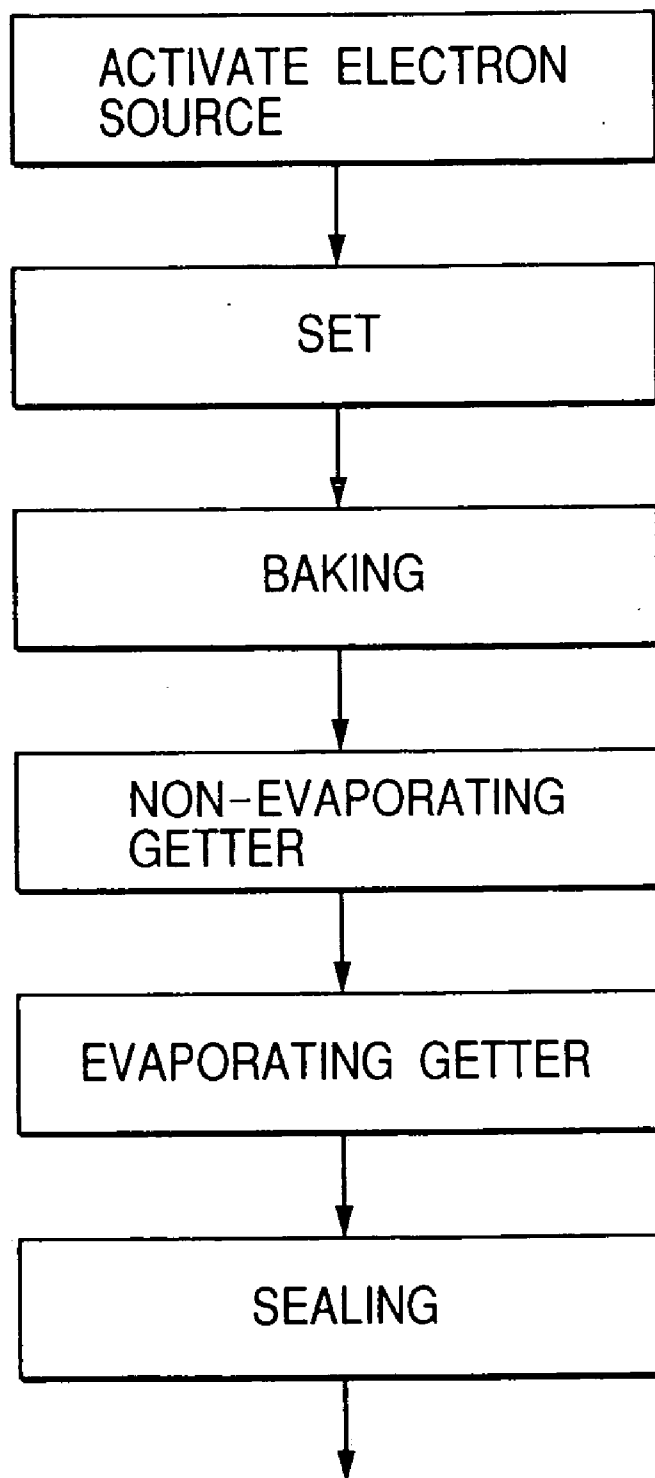 ACTIVATE ELECTRON
SOURCE
SET
BAKING
NON-EVAPORATING
GETTER
EVAPORATING GETTER
SEALING